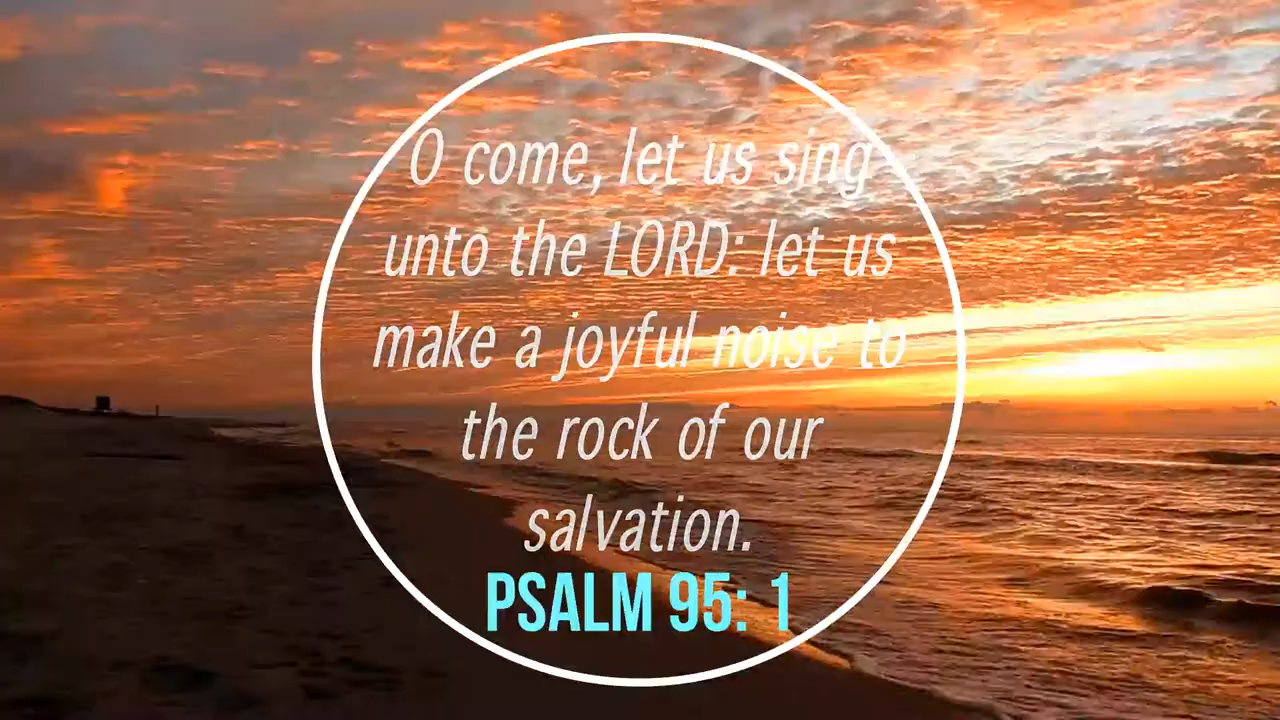 O come, let us sing
unto the LORD: let us
make a joyful noise to
the rock of our
salvation.
PSALM 95: 1